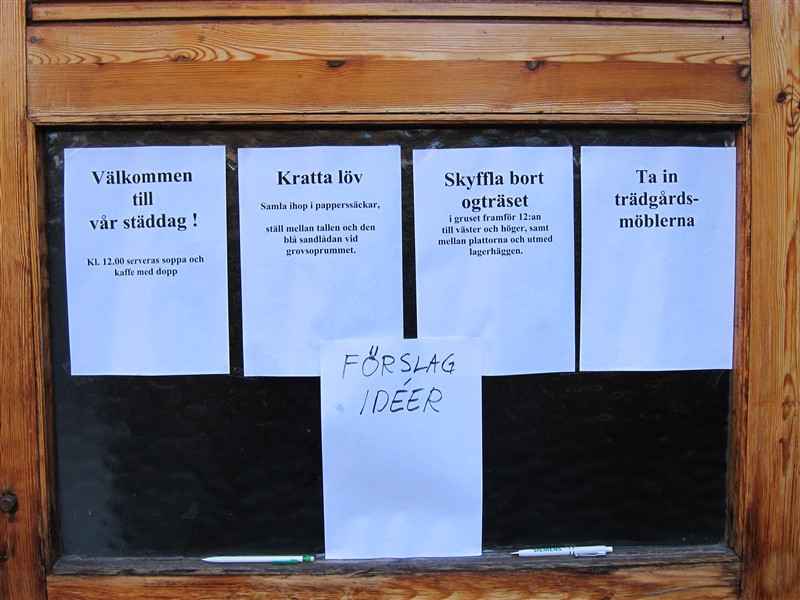 Välkommen
till
vår städdag !
Kl. 12.00 serveras soppa och
kaffe med dopp
Kratta löv
Samla ihop i papperssäckar,
ställ mellan tallen och den
blå sandlådan vid
grovsoprummet.
Skyffla bort
ogträset
i gruset framför 12:an
till väster och höger, samt
mellan plattorna och utmed
lagerhäggen.
Ta in
trädgårds-
möblerna
FÖRSLAG
IDÉER
SIEMENS